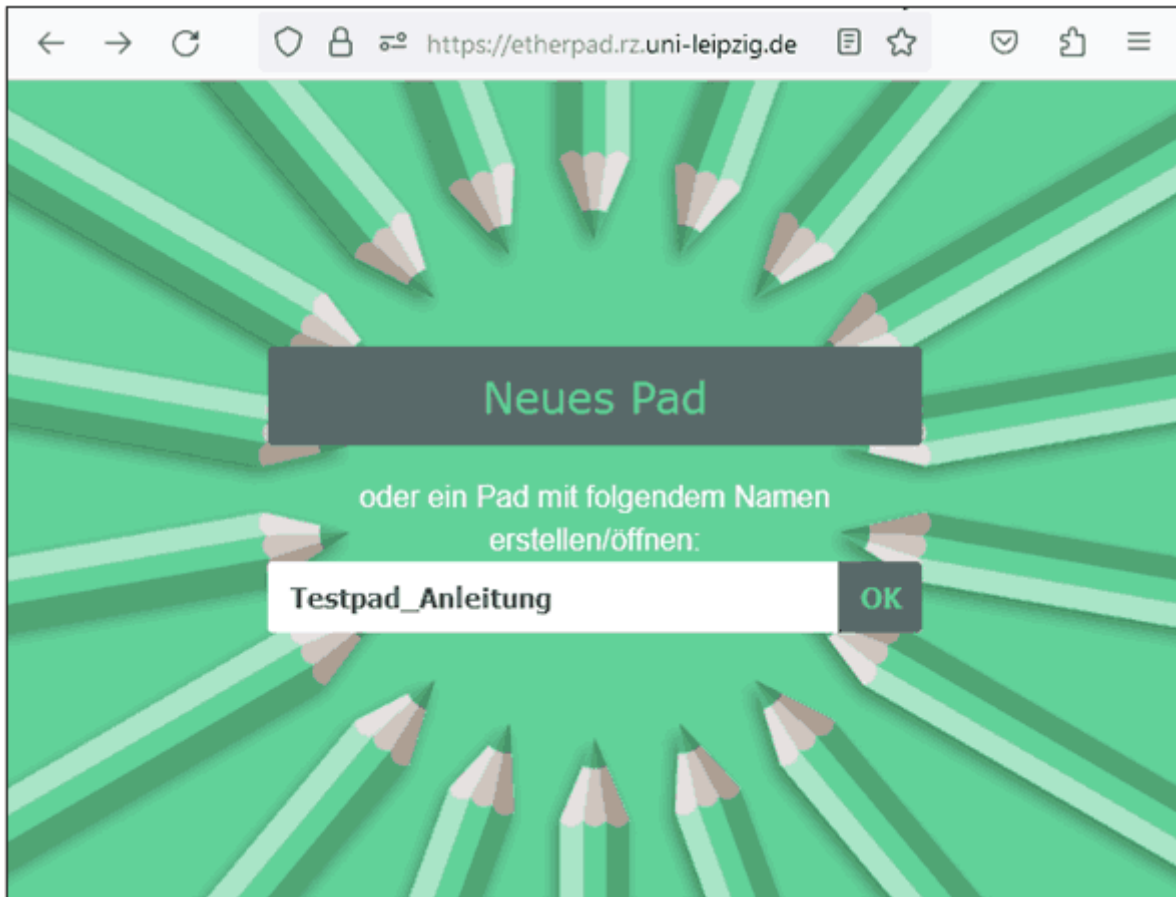 https://etherpad.rz.uni-leipzig.de
Neues Pad
oder ein Pad mit folgendem Namen
erstellen/öffnen:
Testpad_Anleitung
OK